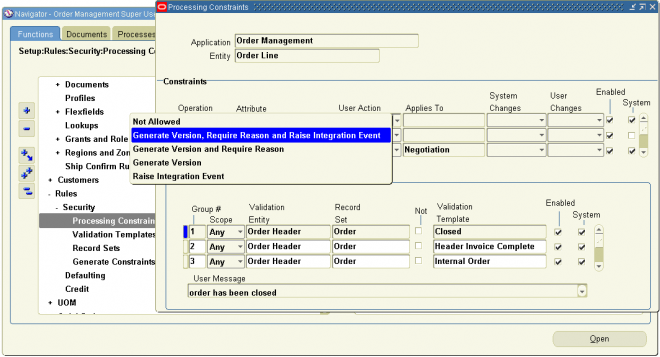 Navigator - Order Management Super Use
Functions
Documents
Processes
Setup:Rules:Security:Processing Co
+ Documents
Profiles
+ Flexfields
Lookups
+ Grants and Role
+ Regions and Zon
Ship Confirm Ru
+ Customers
- Rules
- Security
Processing Constrain
Validation Templates
Record Sets
Generate Constraints
Defaulting
Credit
+ UOM
Open
Processing Constraints
Application Order Management
Entity Order Line
Constraints
Operation Attribute User Action Applies To System Changes User Changes Enabled System
Not Allowed
Generate Version, Require Reason and Raise Integration Event
Generate Version and Require Reason
Generate Version
Raise Integration Event
Negotiation
Group # Scope Validation Entity Record Set Not Validation Template Enabled System
1 Any Order Header Order Closed
2 Any Order Header Order Header Invoice Complete
3 Any Order Header Order Internal Order
User Message
order has been closed